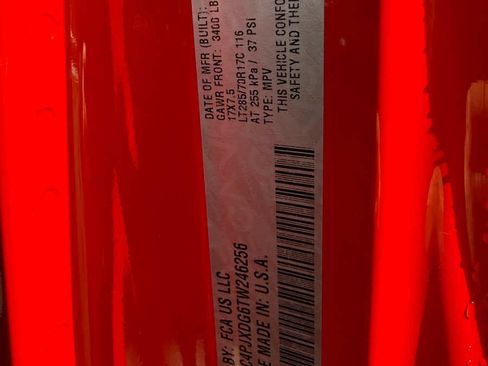 BY: FCA US LLC
DATE OF MFR (BUILT):
GAWR FRONT: 3400 LB
17X7.5
LT285/70R17C 116
AT 255 kPa / 37 PSI
TYPE: MPV
THIS VEHICLE CONFO
SAFETY AND THEF
C4PJXDG6TW246256
MADE IN: U.S.A.